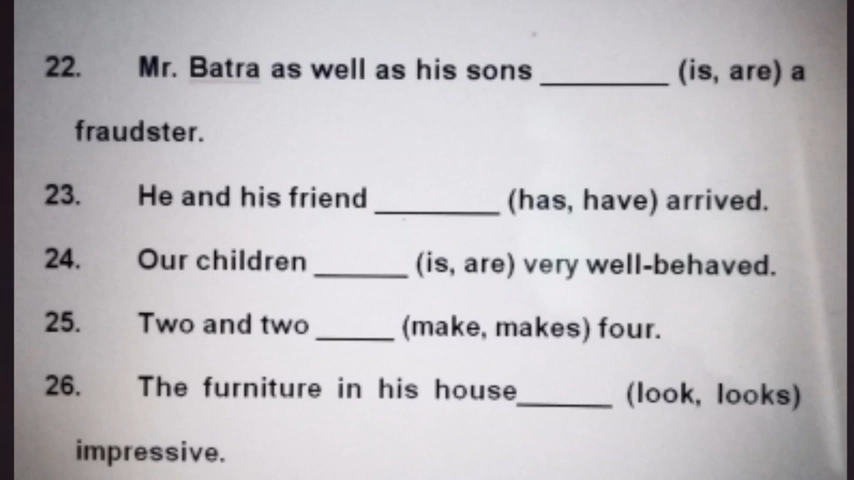 22. Mr. Batra as well as his sons ________ (is, are) a
fraudster.
23. He and his friend ________ (has, have) arrived.
24. Our children ______ (is, are) very well-behaved.
25. Two and two _____ (make, makes) four.
26. The furniture in his house______ (look, looks)
impressive.